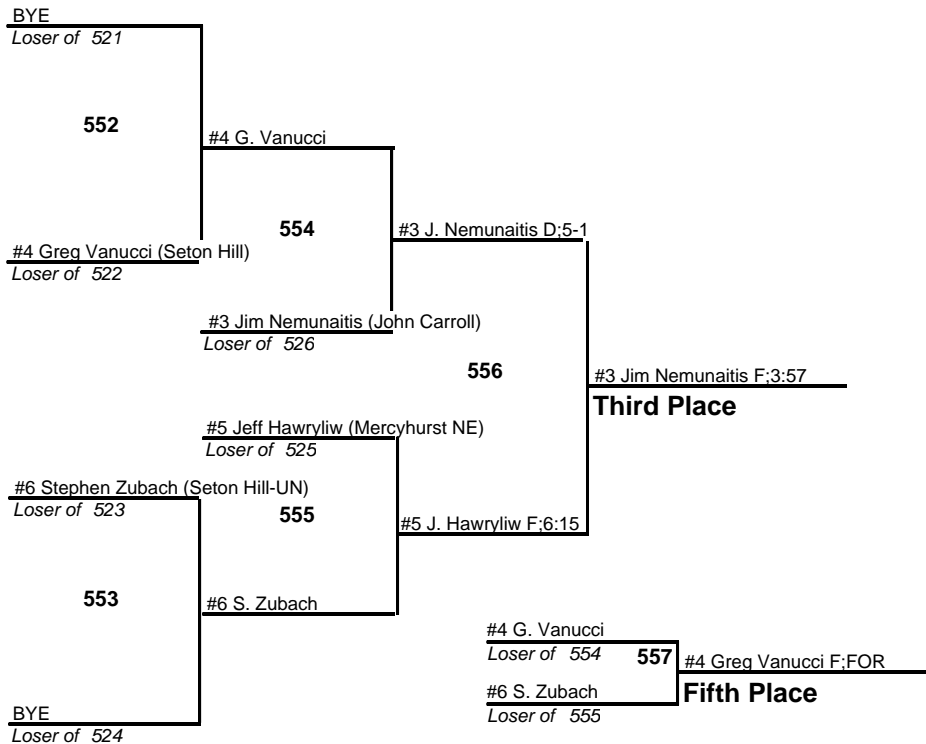 BYE
Loser of 521
552
#4 G. Vanucci
554
#3 J. Nemunaitis D;5-1
#4 Greg Vanucci (Seton Hill)
Loser of 522
#3 Jim Nemunaitis (John Carroll)
Loser of 526
556
#3 Jim Nemunaitis F;3:57
Third Place
#5 Jeff Hawryliw (Mercyhurst NE)
Loser of 525
#6 Stephen Zubach (Seton Hill-UN)
Loser of 523
555
#5 J. Hawryliw F;6:15
553
#6 S. Zubach
#4 G. Vanucci
Loser of 554
557
#4 Greg Vanucci F;FOR
Fifth Place
#6 S. Zubach
Loser of 555
BYE
Loser of 524